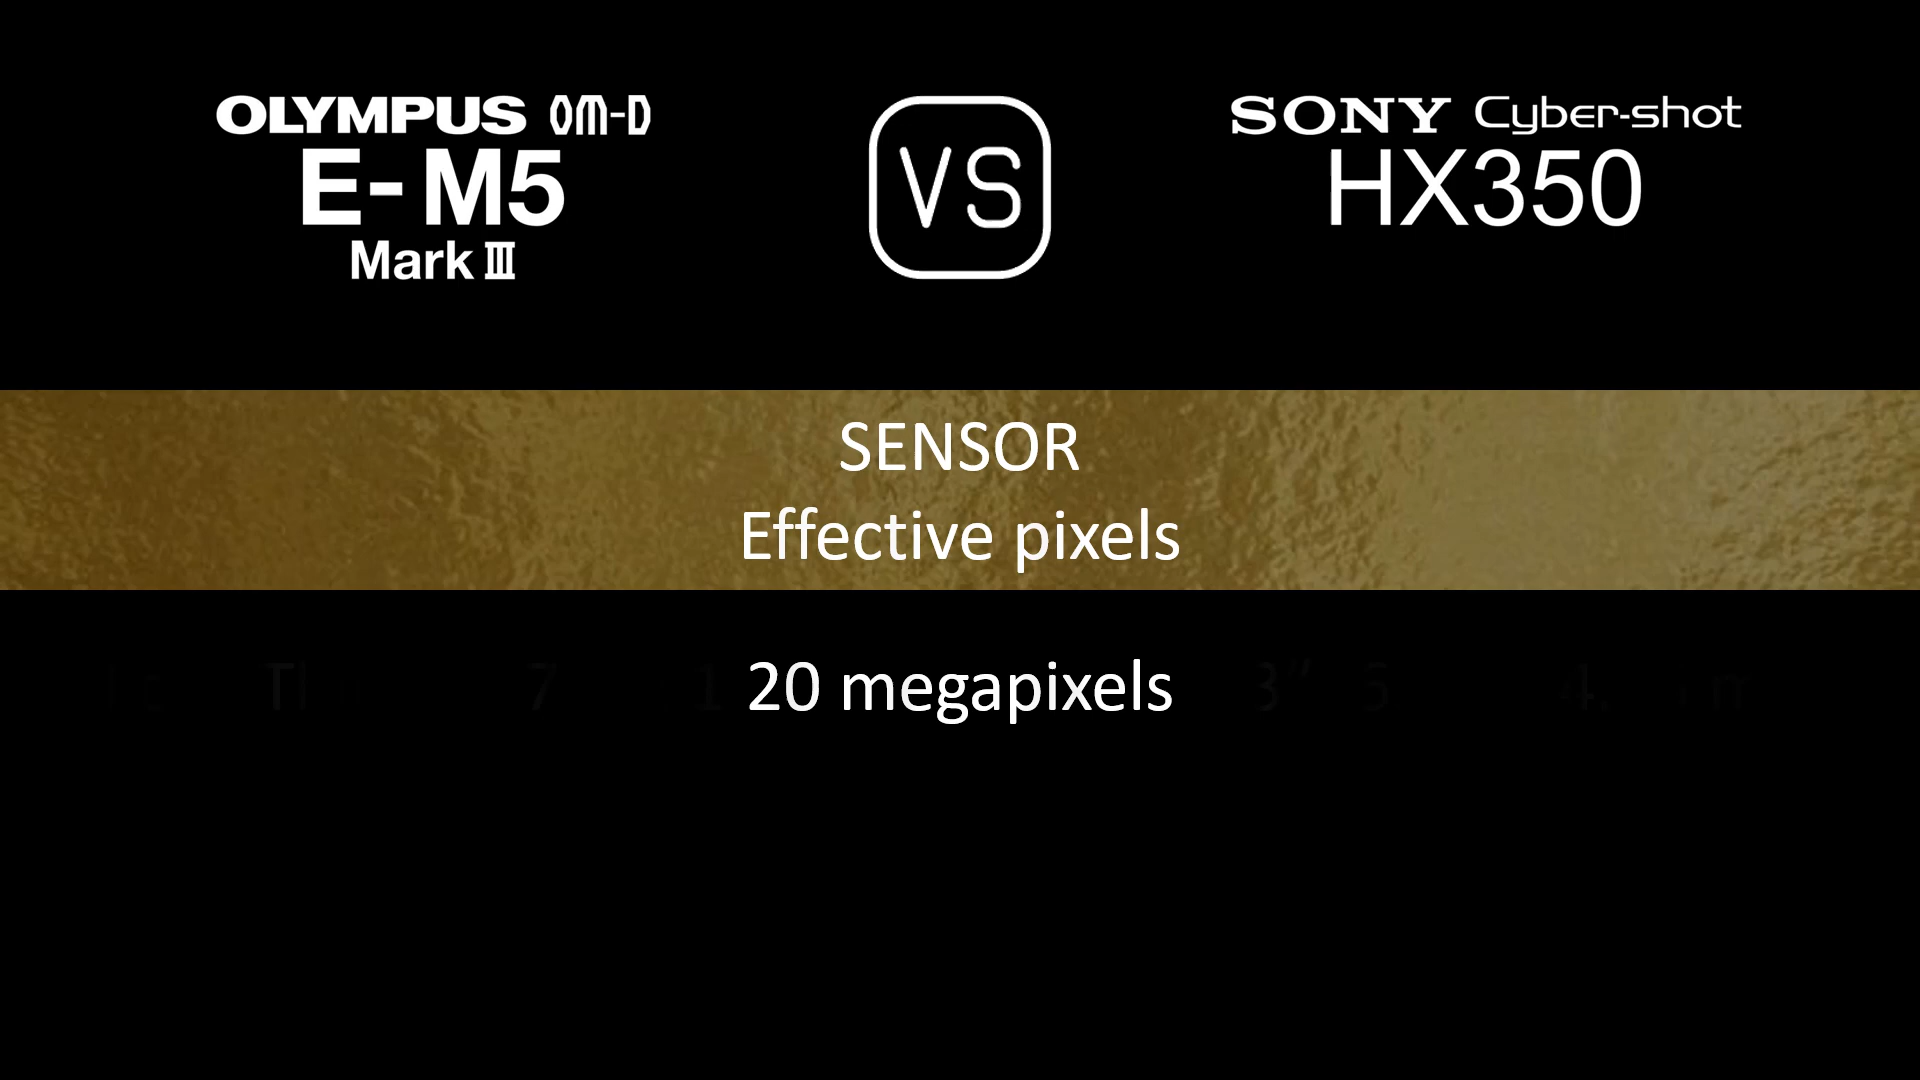 OLYMPUS OM-D
E-M5
Mark III
VS
SONY Cyber-shot
HX350
SENSOR
Effective pixels
20 megapixels